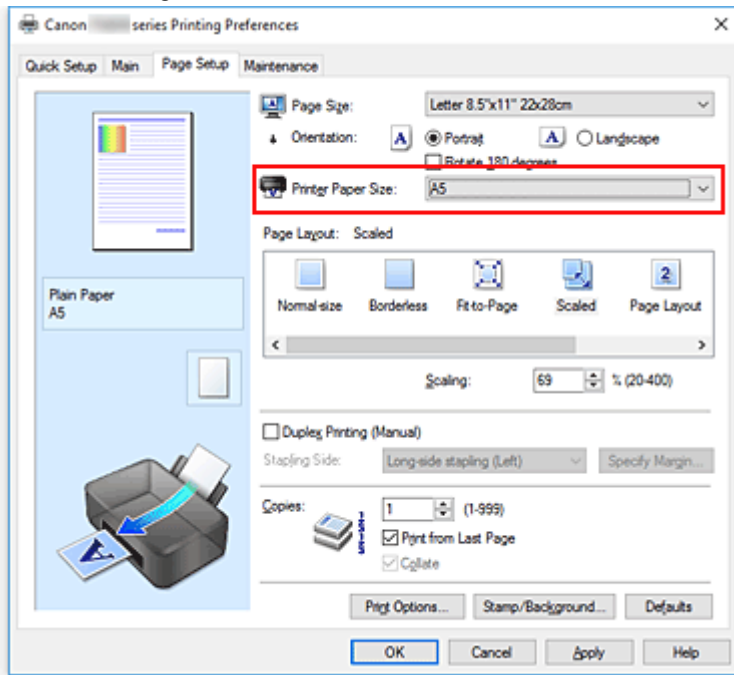 Canon series Printing Preferences
Quick Setup Main Page Setup Maintenance
Page Size: Letter 8.5"x11" 22x28cm
Orientation: A Portrait A Landscape
Rotate 180 degrees
Printer Paper Size: A5
Page Layout: Scaled
Normal-size Borderless Fit-to-Page Scaled Page Layout
2
Plain Paper
A5
Scaling: 69 % (20-400)
Duplex Printing (Manual)
Stapling Side: Long-side stapling (Left) Specify Margin...
Copies: 1 (1-999)
Print from Last Page
Collate
A
Print Options... Stamp/Background... Defaults
OK Cancel Apply Help